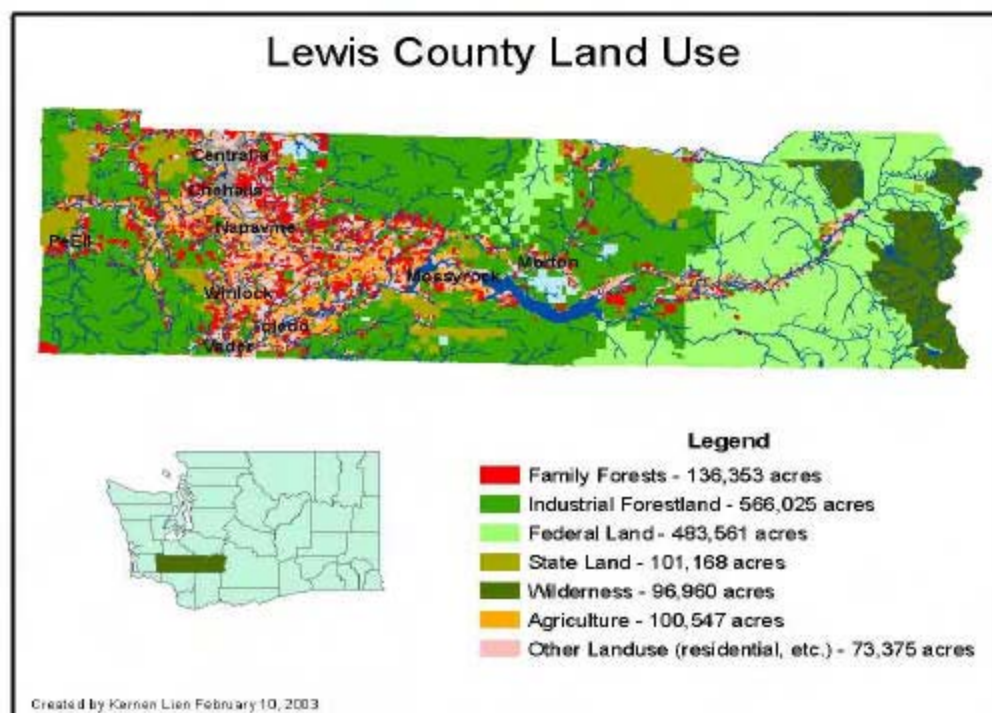 Lewis County Land Use
Centralia
Chehalis
Napavine
PeEll
Mossyrock
Morton
Winlock
Toledo
Vader
Legend
Family Forests - 136,353 acres
Industrial Forestland - 566,025 acres
Federal Land - 483,561 acres
State Land - 101,168 acres
Wilderness - 96,960 acres
Agriculture - 100,547 acres
Other Landuse (residential, etc.) - 73,375 acres
Created by Kernen Lien February 10, 2003